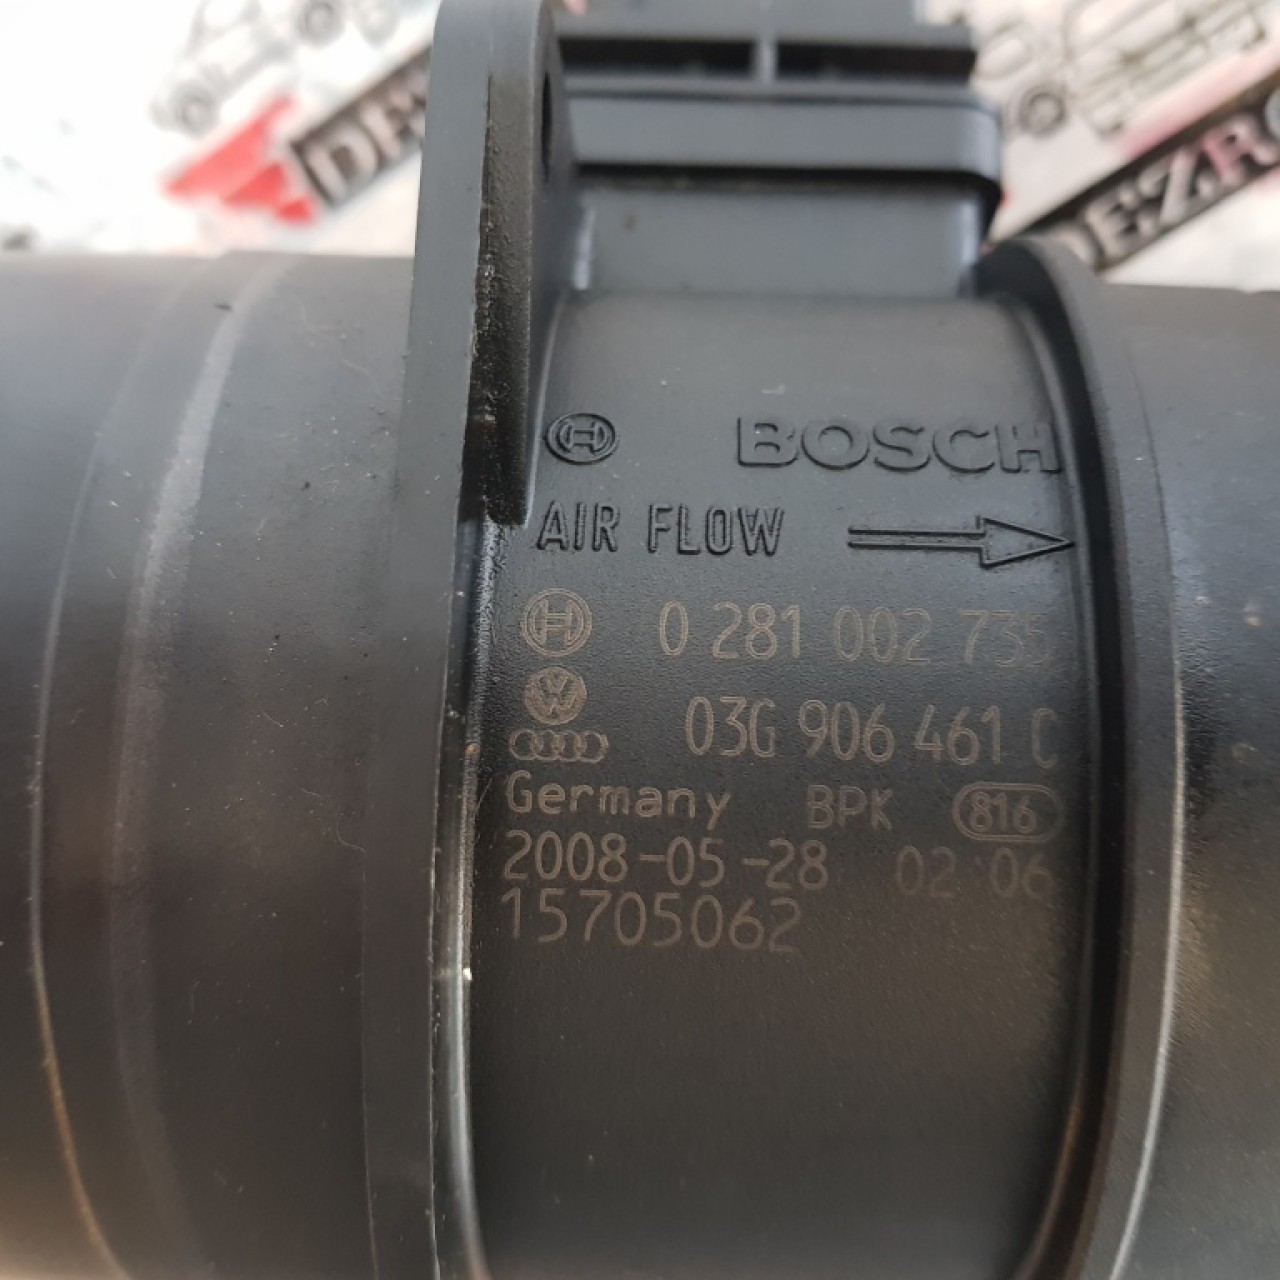 BOSCH
AIR FLOW
0 281 002 735
03G 906 461 C
Germany BPK 816
2008-05-28 02:06
15705062